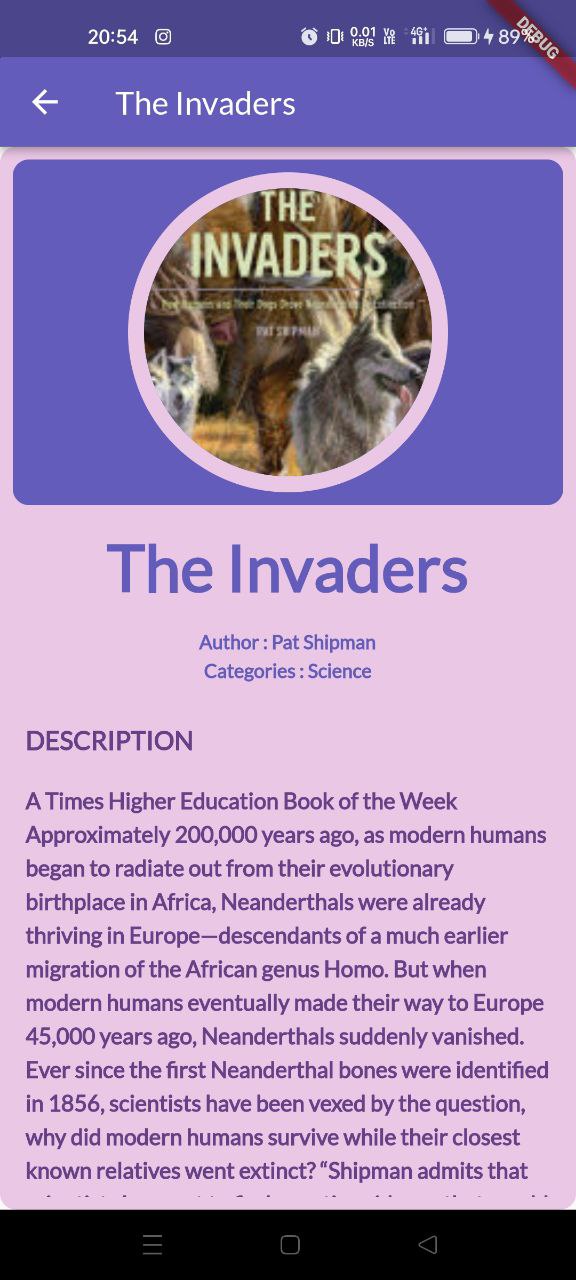 20:54
0.01
KB/S
Vo
LTE
4G+
89%
DEBUG
The Invaders
THE
INVADERS
PAT SHIPMAN
The Invaders
Author : Pat Shipman
Categories : Science
DESCRIPTION
A Times Higher Education Book of the Week
Approximately 200,000 years ago, as modern humans
began to radiate out from their evolutionary
birthplace in Africa, Neanderthals were already
thriving in Europe—descendants of a much earlier
migration of the African genus Homo. But when
modern humans eventually made their way to Europe
45,000 years ago, Neanderthals suddenly vanished.
Ever since the first Neanderthal bones were identified
in 1856, scientists have been vexed by the question,
why did modern humans survive while their closest
known relatives went extinct? “Shipman admits that